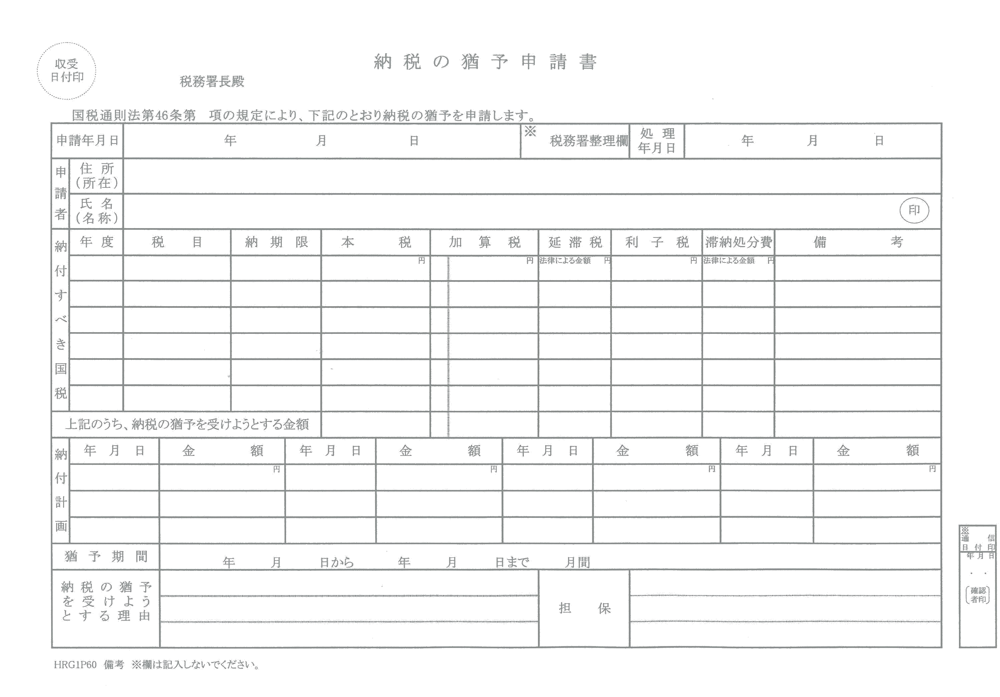 収受
日付印
納税の猶予申請書
税務署長殿
国税通則法第46条第　項の規定により、下記のとおり納税の猶予を申請します。
申請年月日　年　月　日　※　税務署整理欄　処理年月日　年　月　日
申請者
住所
（所在）
氏名
（名称）
印
納付すべき国税
年度　税目　納期限　本税　加算税　延滞税　利子税　滞納処分費　備考
円　円　法律による金額　円　円　法律による金額　円
上記のうち、納税の猶予を受けようとする金額
納付計画
年月日　金額　年月日　金額　年月日　金額　年月日　金額
円　円　円　円
猶予期間　年　月　日から　年　月　日まで　月間
納税の猶予
を受けよう
とする理由
担保
※
通信
日付印
年月日
・　・
〔確認
者印〕
HRG1P60　備考　※欄は記入しないでください。